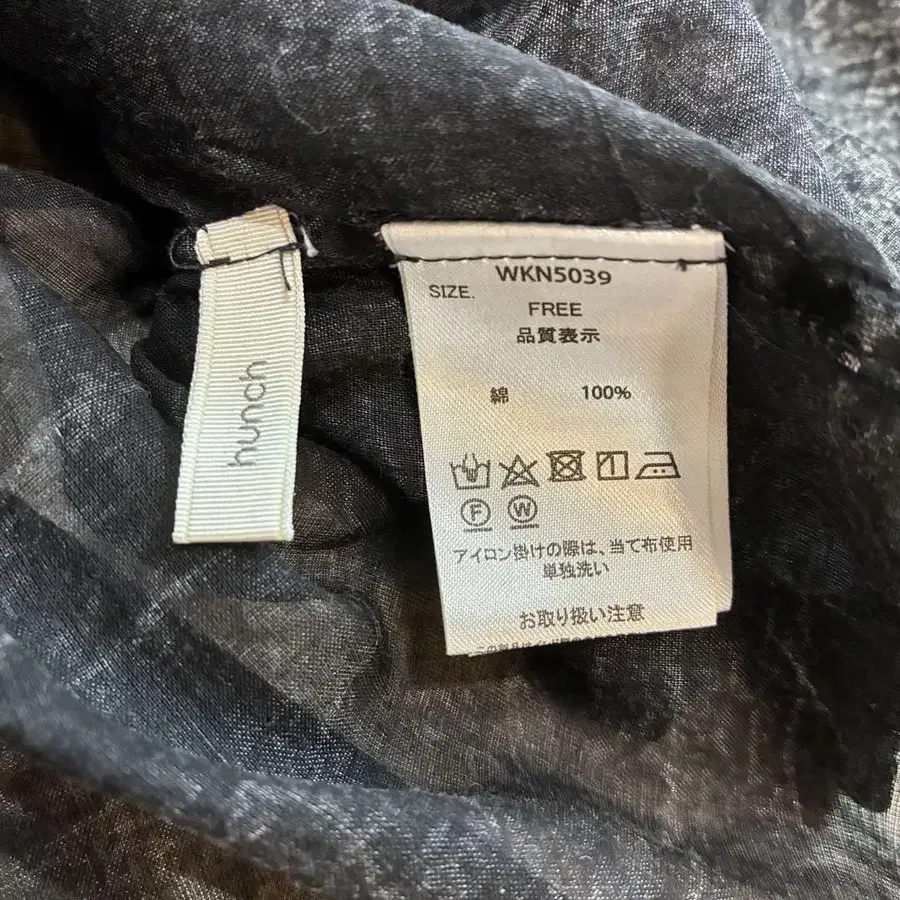 hunch
WKN5039
SIZE.
FREE
品質表示
綿 100%
F W
アイロン掛けの際は、当て布使用
単独洗い
お取り扱い注意